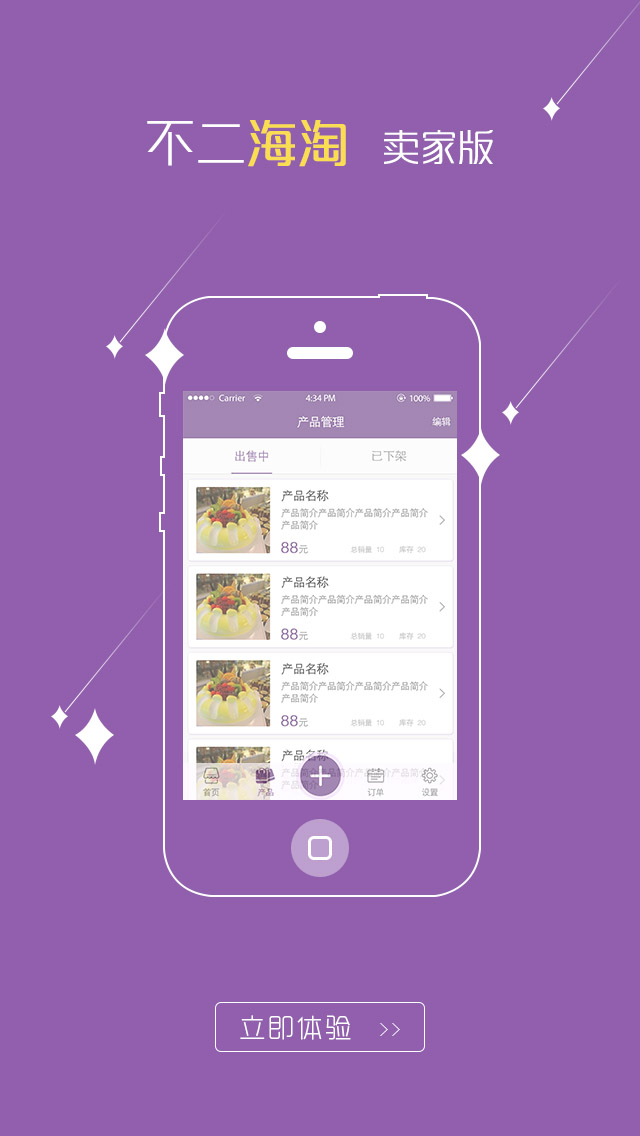 不二海淘 卖家版
Carrier 4:34 PM 100%
产品管理 编辑
出售中 已下架
产品名称
产品简介产品简介产品简介产品简介
产品简介
88元 总销量 10 库存 20
产品名称
产品简介产品简介产品简介产品简介
产品简介
88元 总销量 10 库存 20
产品名称
产品简介产品简介产品简介产品简介
产品简介
88元 总销量 10 库存 20
产品名称
产品简介产品简介产品简介产品简介
产品简介
首页 产品 订单 设置
立即体验 >>